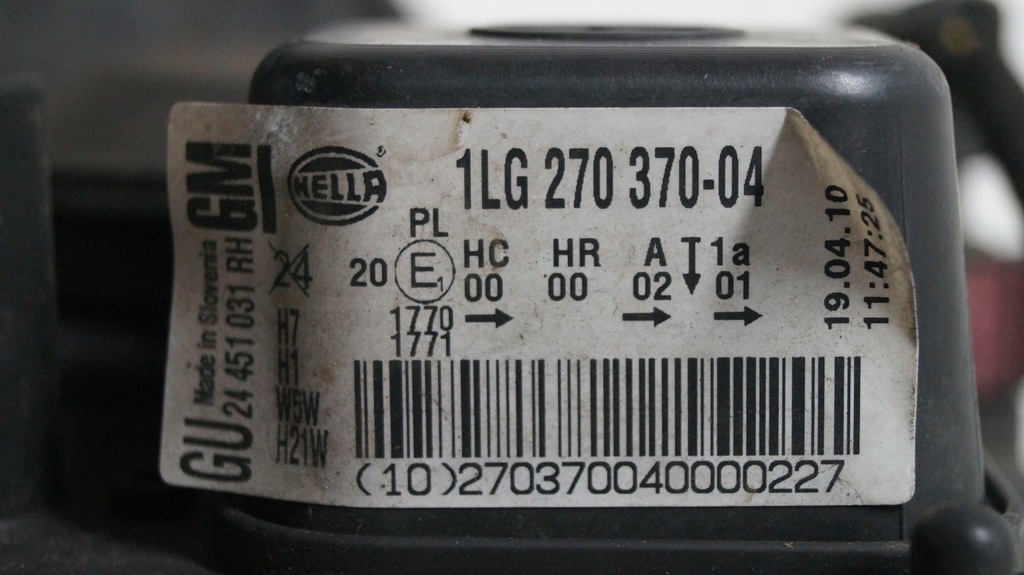 GM
Made in Slovenia
GU 24 451 031 RH
HELLA®
1LG 270 370-04
24
H7
H1
W5W
H21W
PL
20 E1 HC HR A 1a
00 00 02 01
1770
1771
19.04.10
11:47:25
(10)270370040000227